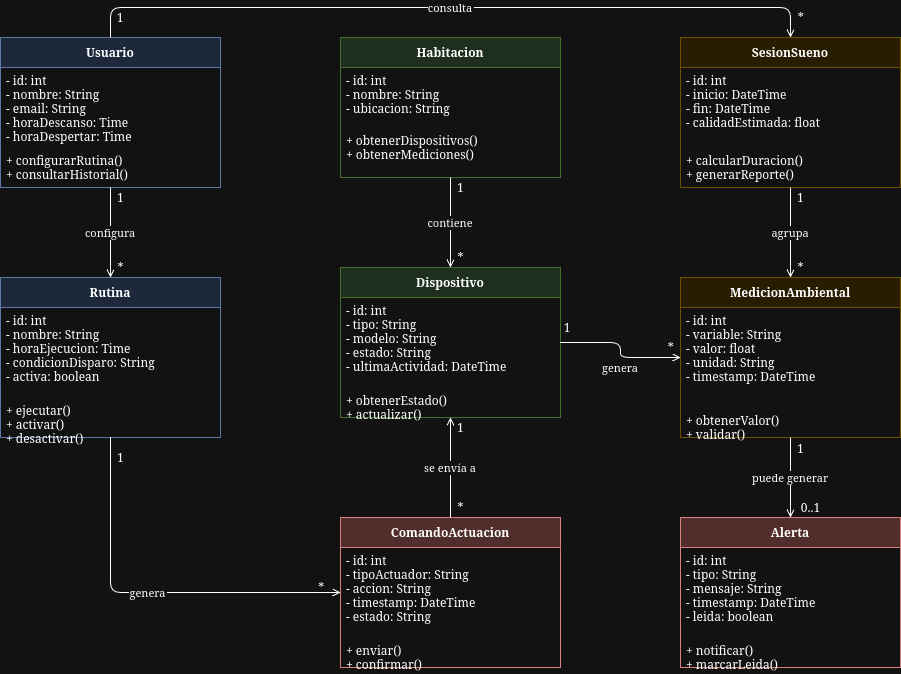 consulta
1
*
Usuario
- id: int
- nombre: String
- email: String
- horaDescanso: Time
- horaDespertar: Time
+ configurarRutina()
+ consultarHistorial()
Habitacion
- id: int
- nombre: String
- ubicacion: String
+ obtenerDispositivos()
+ obtenerMediciones()
SesionSueno
- id: int
- inicio: DateTime
- fin: DateTime
- calidadEstimada: float
+ calcularDuracion()
+ generarReporte()
1
configura
*
1
contiene
*
1
agrupa
*
Rutina
- id: int
- nombre: String
- horaEjecucion: Time
- condicionDisparo: String
- activa: boolean
+ ejecutar()
+ activar()
+ desactivar()
Dispositivo
- id: int
- tipo: String
- modelo: String
- estado: String
- ultimaActividad: DateTime
+ obtenerEstado()
+ actualizar()
1
genera
*
MedicionAmbiental
- id: int
- variable: String
- valor: float
- unidad: String
- timestamp: DateTime
+ obtenerValor()
+ validar()
1
genera
*
1
se envía a
*
1
puede generar
0..1
ComandoActuacion
- id: int
- tipoActuador: String
- accion: String
- timestamp: DateTime
- estado: String
+ enviar()
+ confirmar()
Alerta
- id: int
- tipo: String
- mensaje: String
- timestamp: DateTime
- leida: boolean
+ notificar()
+ marcarLeida()